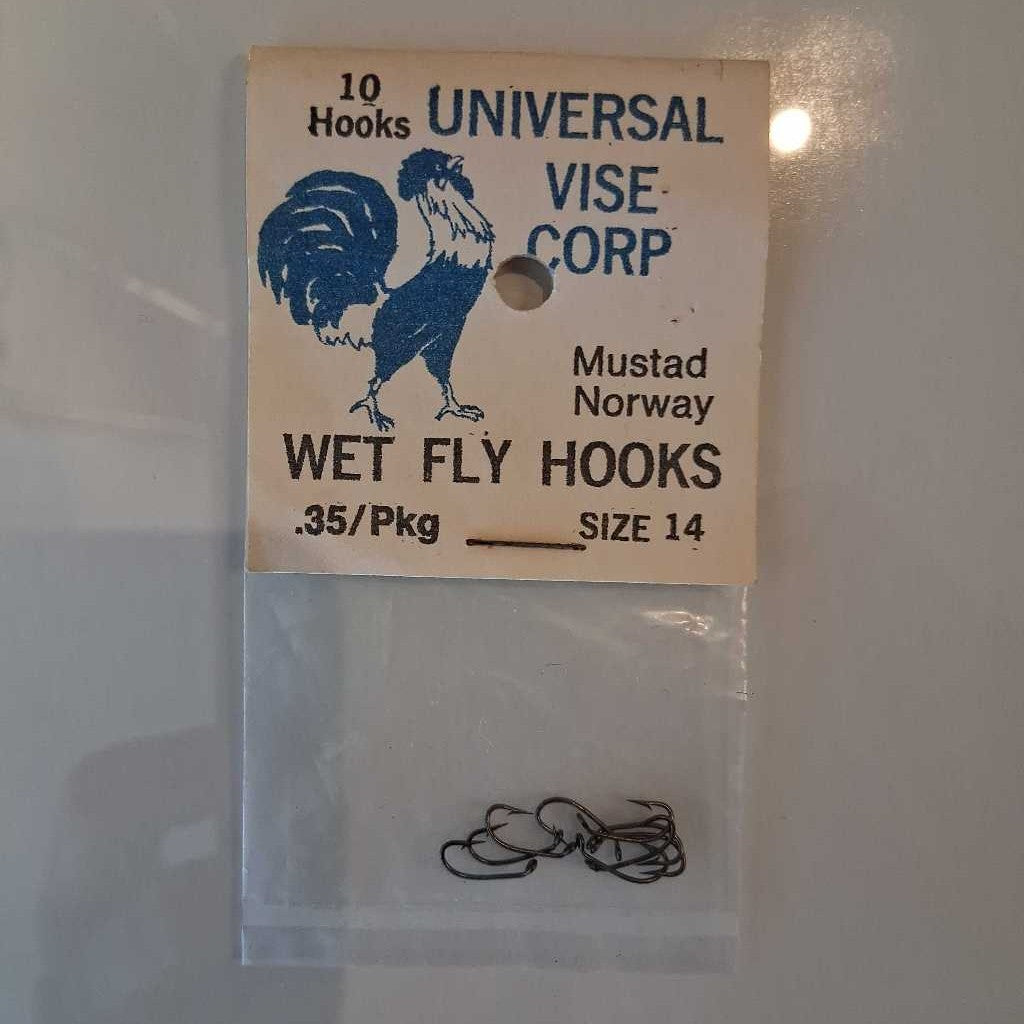 10
Hooks UNIVERSAL
VISE
CORP
Mustad
Norway
WET FLY HOOKS
.35/Pkg SIZE 14